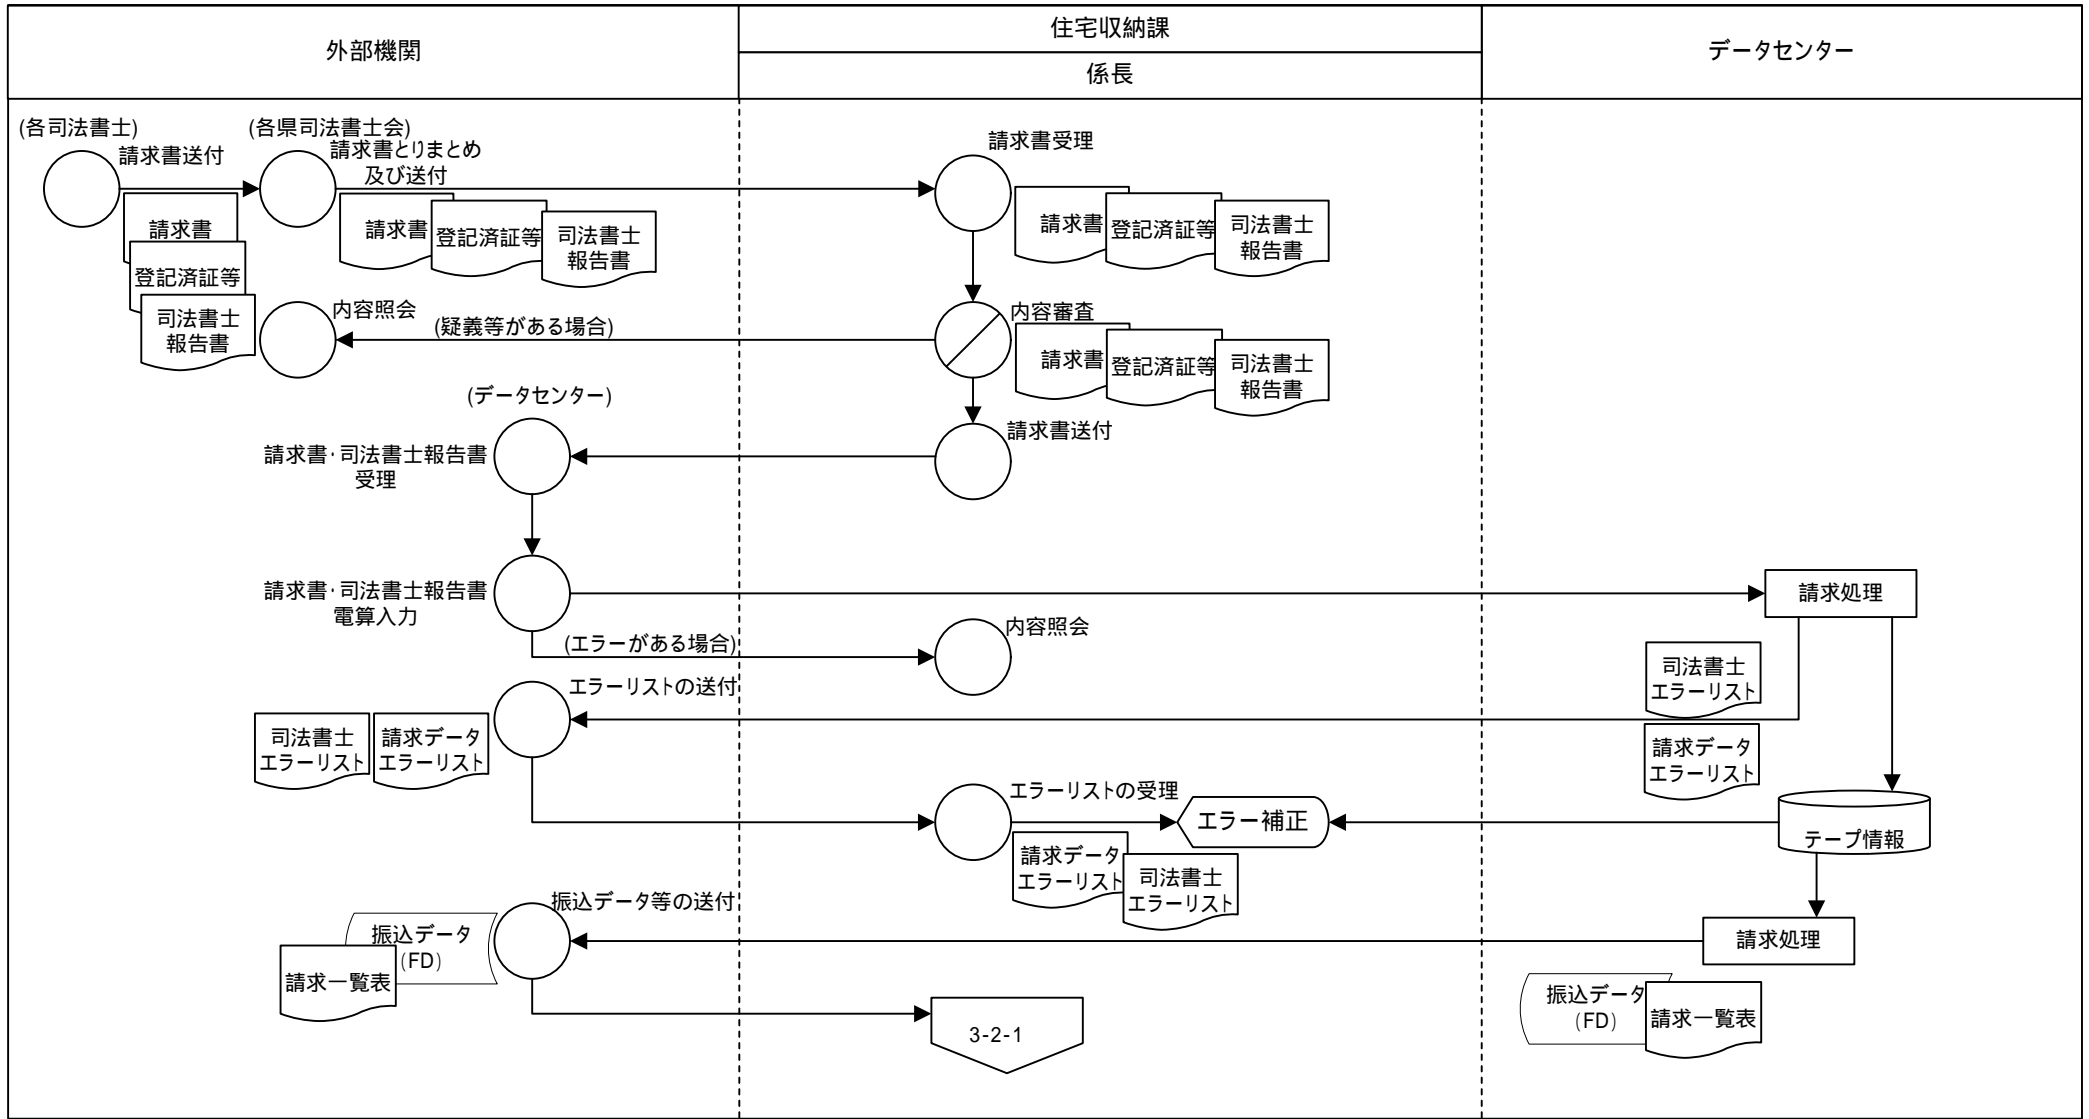 外部機関
住宅収納課
係長
データセンター
(各司法書士)
請求書送付
(各県司法書士会)
請求書とりまとめ
及び送付
請求書受理
請求書
登記済証等
司法書士
報告書
請求書
登記済証等
司法書士
報告書
請求書
登記済証等
司法書士
報告書
内容照会
(疑義等がある場合)
内容審査
請求書
登記済証等
司法書士
報告書
(データセンター)
請求書・司法書士報告書
受理
請求書送付
請求書・司法書士報告書
電算入力
請求処理
(エラーがある場合)
内容照会
司法書士
エラーリスト
エラーリストの送付
司法書士
エラーリスト
請求データ
エラーリスト
請求データ
エラーリスト
エラーリストの受理
エラー補正
テープ情報
請求データ
エラーリスト
司法書士
エラーリスト
振込データ等の送付
振込データ
(FD)
請求一覧表
請求処理
振込データ
(FD)
請求一覧表
3-2-1